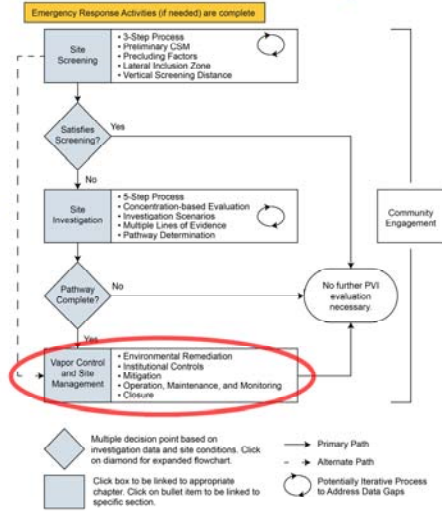 Emergency Response Activities (if needed) are complete
Site
Screening
• 3-Step Process
• Preliminary CSM
• Precluding Factors
• Lateral Inclusion Zone
• Vertical Screening Distance
Satisfies
Screening?
Yes
No
Site
Investigation
• 5-Step Process
• Concentration-based Evaluation
• Investigation Scenarios
• Multiple Lines of Evidence
• Pathway Determination
Community
Engagement
Pathway
Complete?
No
No further PVI
evaluation
necessary.
Yes
Vapor Control
and Site
Management
• Environmental Remediation
• Institutional Controls
• Mitigation
• Operation, Maintenance, and Monitoring
• Closure
Multiple decision point based on
investigation data and site conditions. Click
on diamond for expanded flowchart.
Click box to be linked to appropriate
chapter. Click on bullet item to be linked to
specific section.
Primary Path
Alternate Path
Potentially Iterative Process
to Address Data Gaps